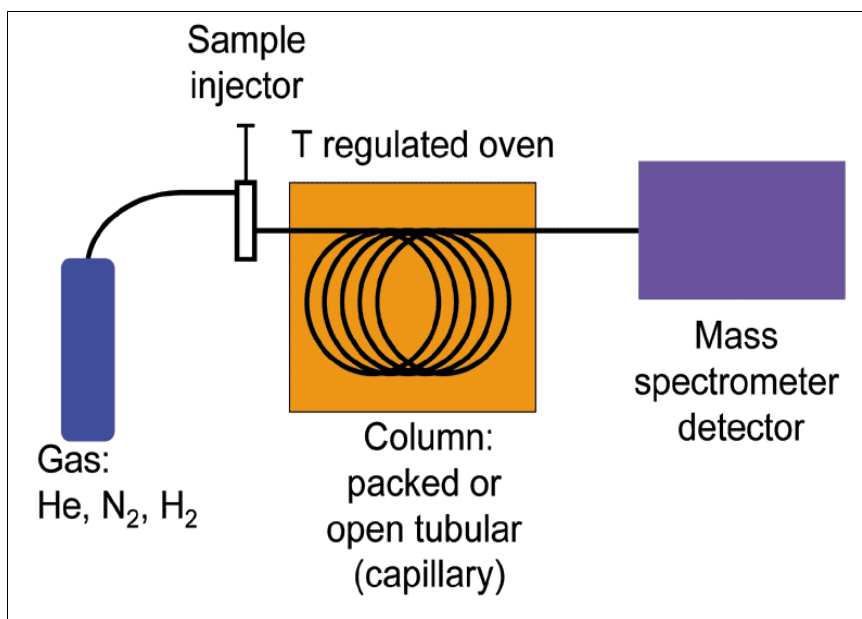 Sample
injector
T regulated oven
Gas:
He, N₂, H₂
Column:
packed or
open tubular
(capillary)
Mass
spectrometer
detector